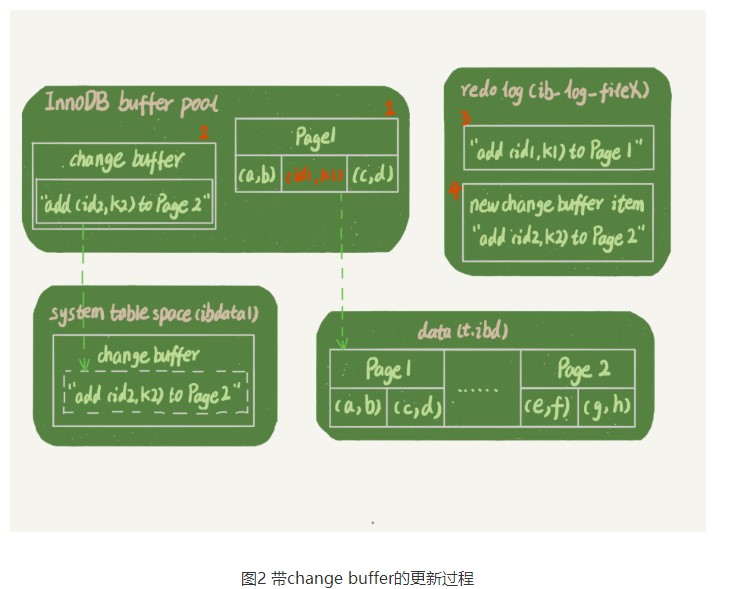 InnoDB buffer pool
2
change buffer
"add (id2,k2) to Page 2"
1
Page1
(a,b) (id1,k1) (c,d)
redo log (ib-log-fileX)
3
"add (id1,k1) to Page 1"
4
new change buffer item
"add (id2,k2) to Page 2"
system table space (ibdata1)
change buffer
"add (id2,k2) to Page 2"
data (t.ibd)
Page1 ...... Page 2
(a,b) (c,d) (e,f) (g,h)
图2 带change buffer的更新过程